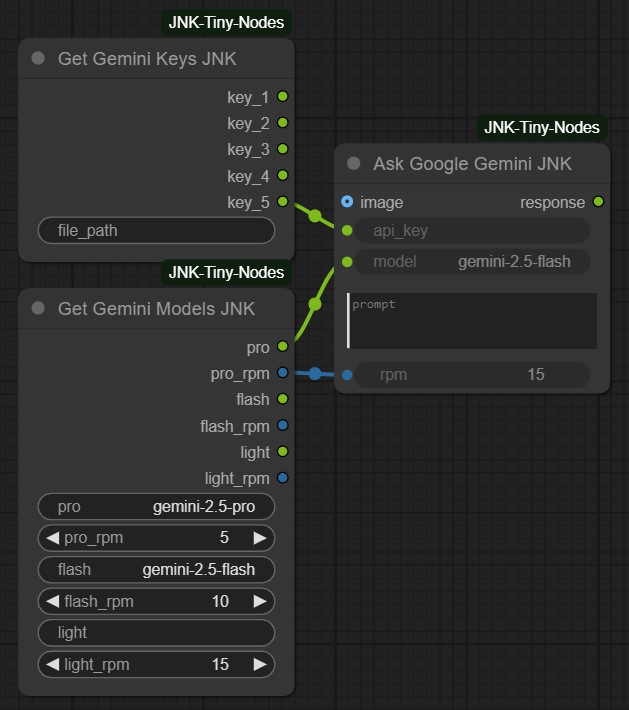 JNK-Tiny-Nodes
Get Gemini Keys JNK
key_1
key_2
key_3
key_4
key_5
file_path
JNK-Tiny-Nodes
Get Gemini Models JNK
pro
pro_rpm
flash
flash_rpm
light
light_rpm
pro gemini-2.5-pro
pro_rpm 5
flash gemini-2.5-flash
flash_rpm 10
light
light_rpm 15
JNK-Tiny-Nodes
Ask Google Gemini JNK
image response
api_key
model gemini-2.5-flash
prompt
rpm 15